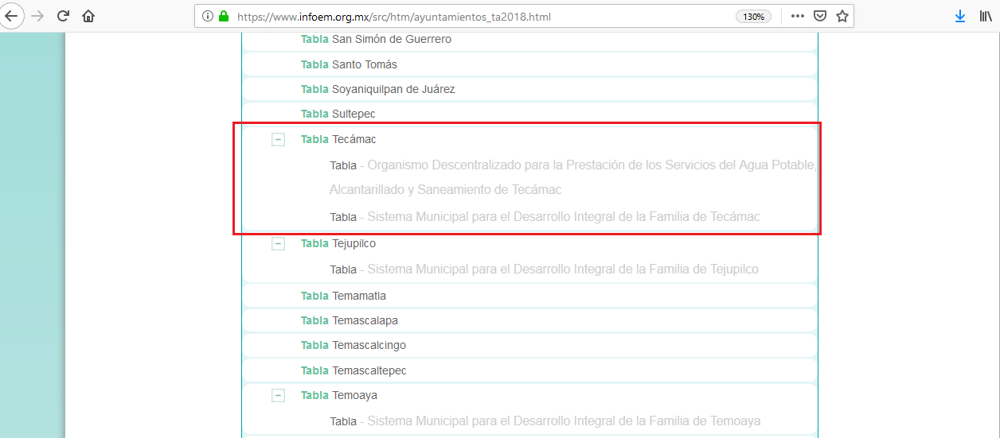 https://www.infoem.org.mx/src/htm/ayuntamientos_ta2018.html
130%
Tabla San Simón de Guerrero
Tabla Santo Tomás
Tabla Soyaniquilpan de Juárez
Tabla Sultepec
Tabla Tecámac
Tabla - Organismo Descentralizado para la Prestación de los Servicios del Agua Potable,
Alcantarillado y Saneamiento de Tecámac
Tabla - Sistema Municipal para el Desarrollo Integral de la Familia de Tecámac
Tabla Tejupilco
Tabla - Sistema Municipal para el Desarrollo Integral de la Familia de Tejupilco
Tabla Temamatla
Tabla Temascalapa
Tabla Temascalcingo
Tabla Temascaltepec
Tabla Temoaya
Tabla - Sistema Municipal para el Desarrollo Integral de la Familia de Temoaya